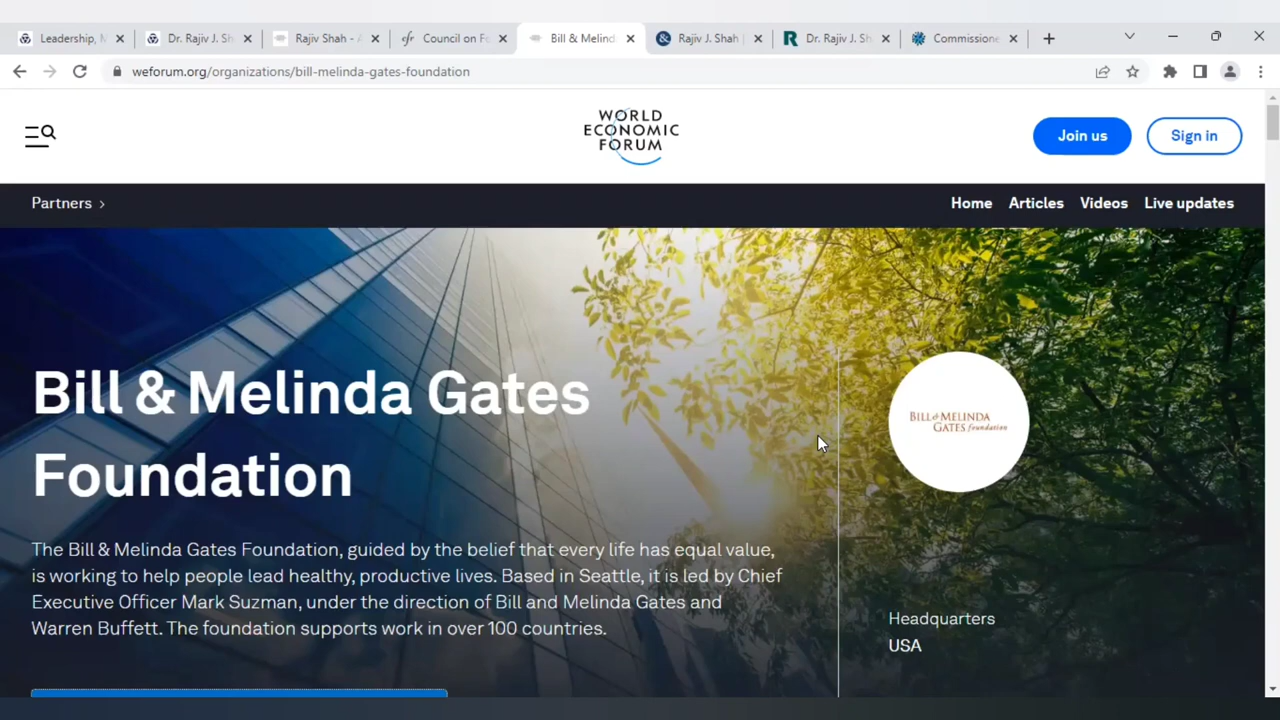 Leadership, M
Dr. Rajiv J. Sh
Rajiv Shah - A
cfr Council on Fo
Bill & Melind
Rajiv J. Shah |
R Dr. Rajiv J. Sh
Commissione
weforum.org/organizations/bill-melinda-gates-foundation
WORLD
ECONOMIC
FORUM
Join us
Sign in
Partners
Home
Articles
Videos
Live updates
Bill & Melinda Gates
Foundation
BILL & MELINDA
GATES foundation
The Bill & Melinda Gates Foundation, guided by the belief that every life has equal value,
is working to help people lead healthy, productive lives. Based in Seattle, it is led by Chief
Executive Officer Mark Suzman, under the direction of Bill and Melinda Gates and
Warren Buffett. The foundation supports work in over 100 countries.
Headquarters
USA